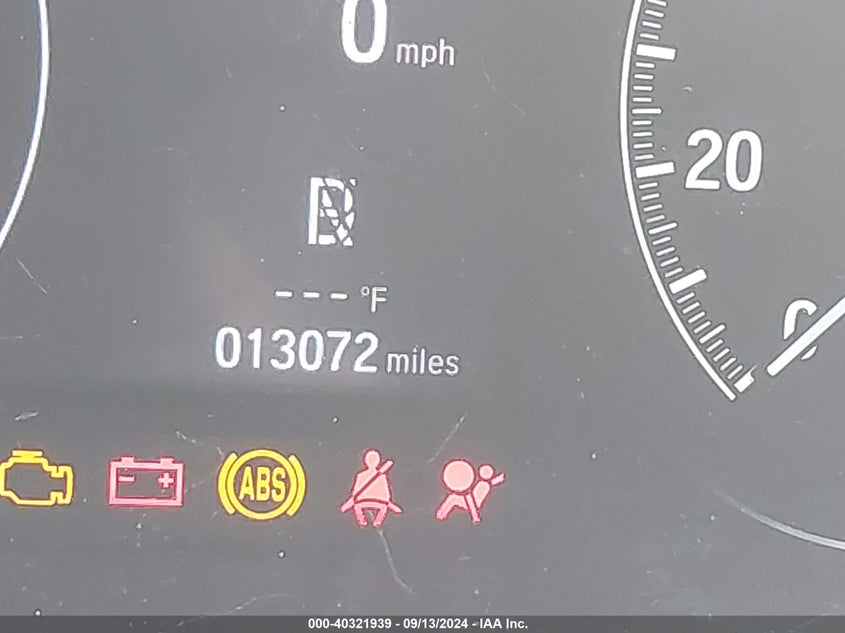 0 mph
20
--- °F
013072 miles
ABS
000-40321939 - 09/13/2024 - IAA Inc.